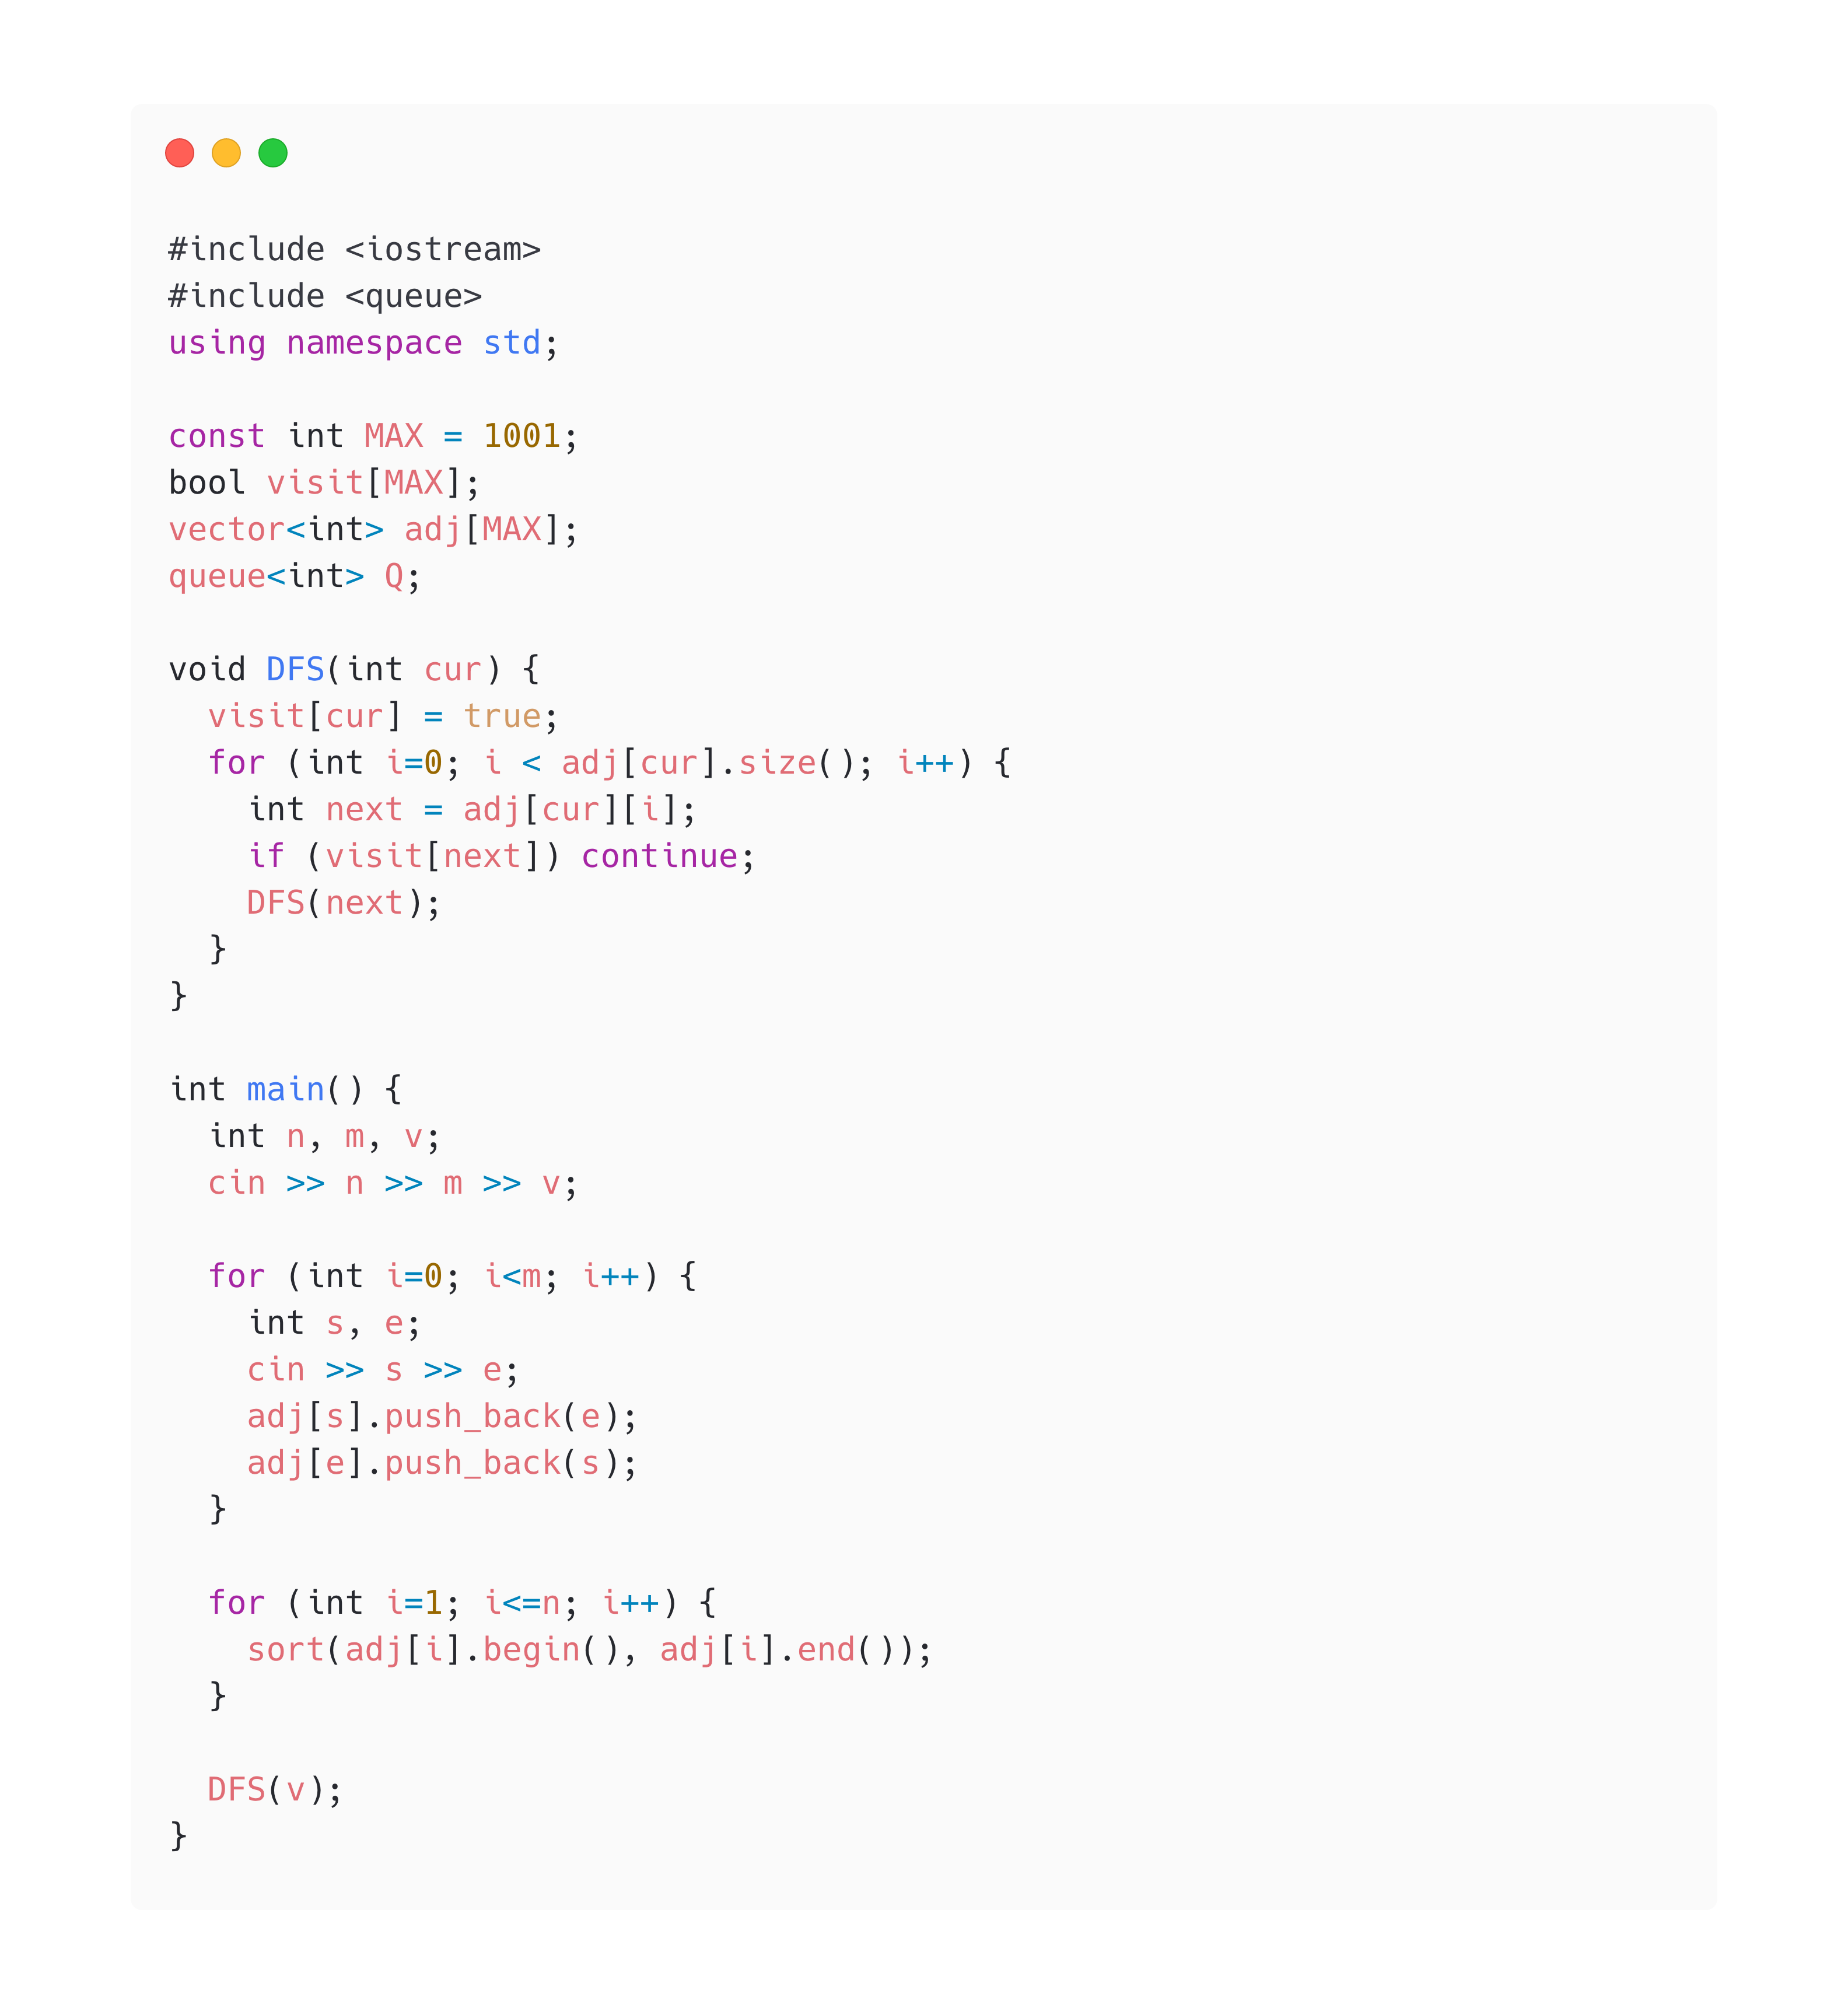 #include <iostream>
#include <queue>
using namespace std;

const int MAX = 1001;
bool visit[MAX];
vector<int> adj[MAX];
queue<int> Q;

void DFS(int cur) {
  visit[cur] = true;
  for (int i=0; i < adj[cur].size(); i++) {
    int next = adj[cur][i];
    if (visit[next]) continue;
    DFS(next);
  }
}

int main() {
  int n, m, v;
  cin >> n >> m >> v;

  for (int i=0; i<m; i++) {
    int s, e;
    cin >> s >> e;
    adj[s].push_back(e);
    adj[e].push_back(s);
  }

  for (int i=1; i<=n; i++) {
    sort(adj[i].begin(), adj[i].end());
  }

  DFS(v);
}